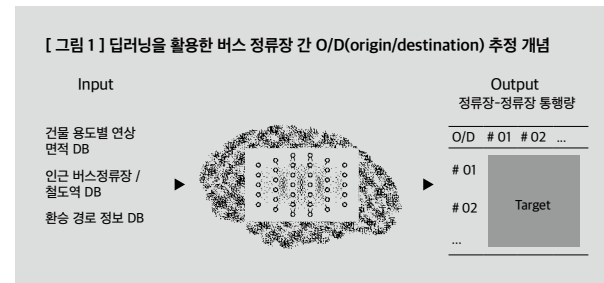 [ 그림 1 ] 딥러닝을 활용한 버스 정류장 간 O/D(origin/destination) 추정 개념
Input
건물 용도별 연상
면적 DB
인근 버스정류장 /
철도역 DB
환승 경로 정보 DB
Output
정류장-정류장 통행량
O/D # 01 # 02 ...
# 01
# 02
...
Target